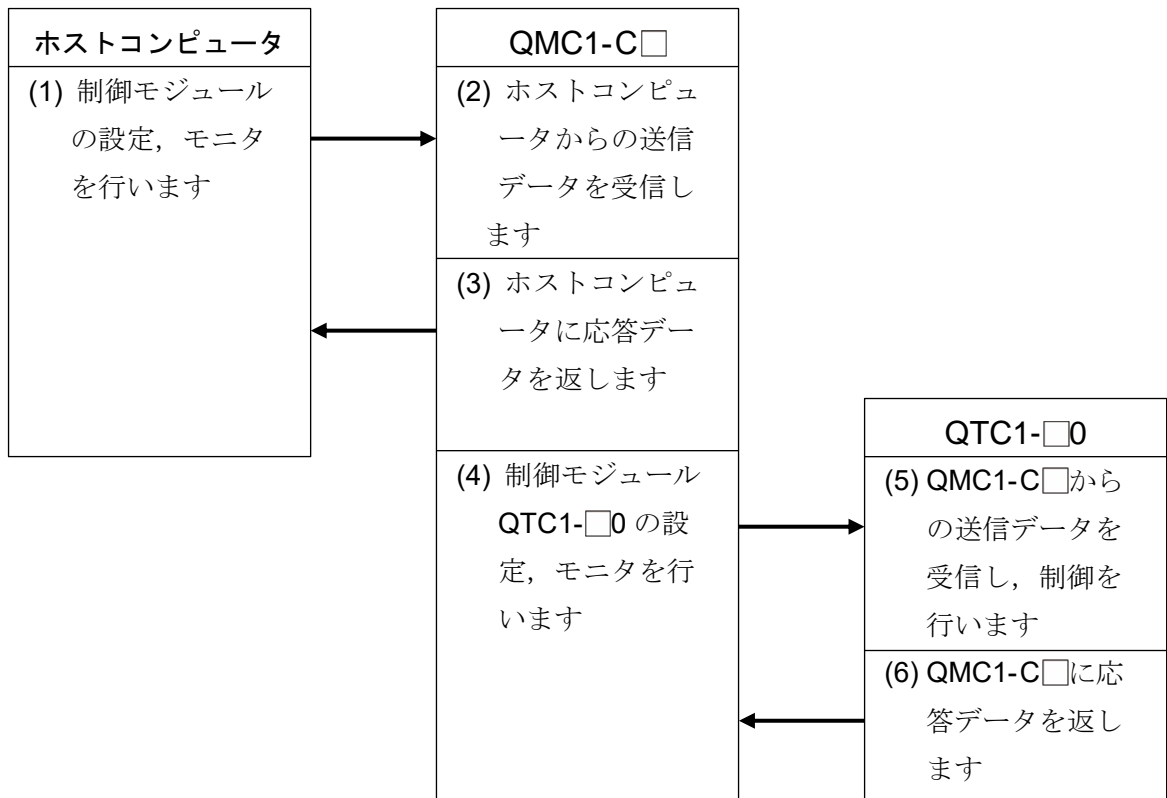 ホストコンピュータ
(1) 制御モジュール
の設定，モニタ
を行います
QMC1-C□
(2) ホストコンピュ
ータからの送信
データを受信し
ます
(3) ホストコンピュ
ータに応答デー
タを返します
(4) 制御モジュール
QTC1-□0 の設
定，モニタを行
います
QTC1-□0
(5) QMC1-C□から
の送信データを
受信し，制御を
行います
(6) QMC1-C□に応
答データを返し
ます